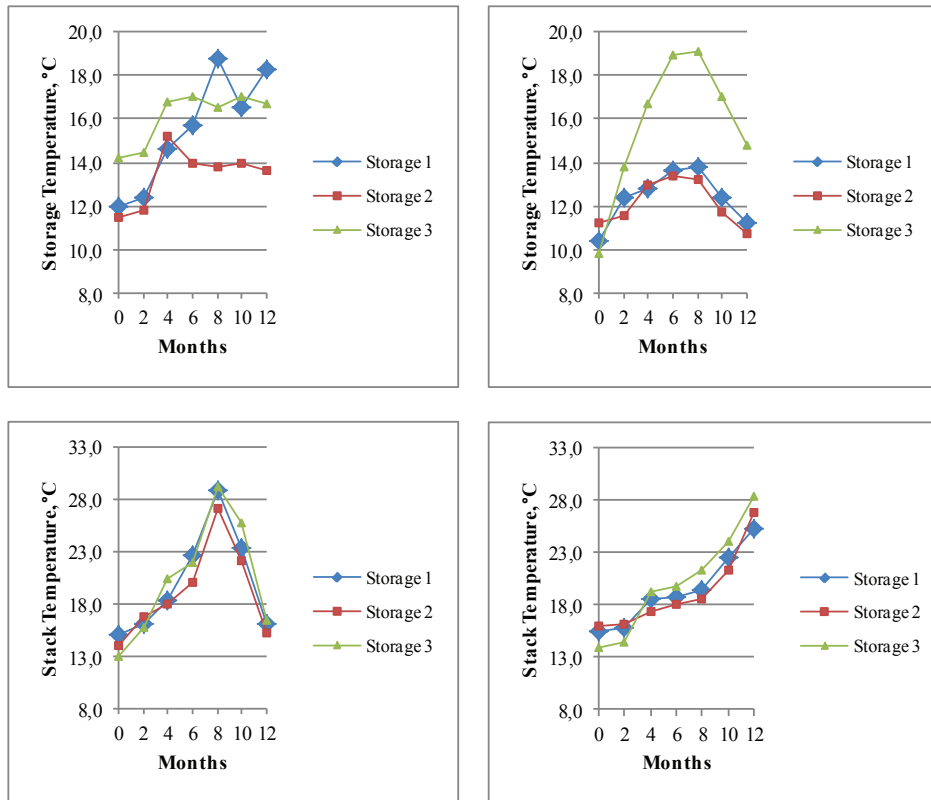 20,0
18,0
16,0
14,0
12,0
10,0
8,0
Storage Temperature, °C
0 2 4 6 8 10 12
Months
Storage 1
Storage 2
Storage 3
20,0
18,0
16,0
14,0
12,0
10,0
8,0
Storage Temperature, °C
0 2 4 6 8 10 12
Months
Storage 1
Storage 2
Storage 3
33,0
28,0
23,0
18,0
13,0
8,0
Stack Temperature, °C
0 2 4 6 8 10 12
Months
Storage 1
Storage 2
Storage 3
33,0
28,0
23,0
18,0
13,0
8,0
Stack Temperature, °C
0 2 4 6 8 10 12
Months
Storage 1
Storage 2
Storage 3